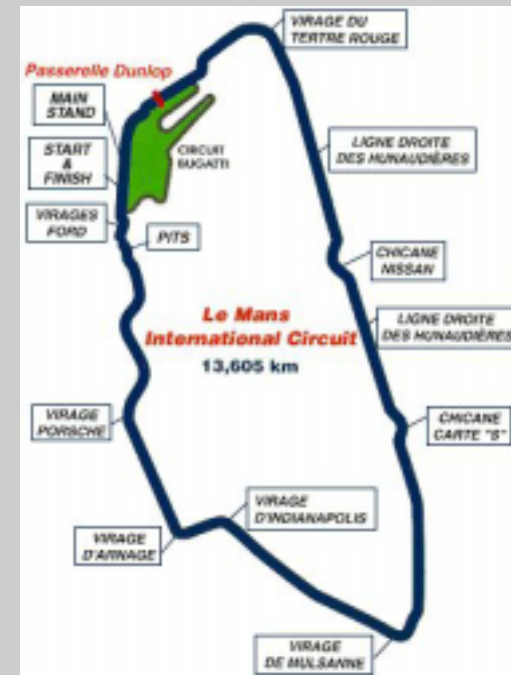 VIRAGE DU
TERTRE ROUGE
Passerelle Dunlop
MAIN
STAND
START
&
FINISH
CIRCUIT
BUGATTI
LIGNE DROITE
DES HUNAUDIÈRES
VIRAGES
FORD
PITS
CHICANE
NISSAN
Le Mans
International Circuit
13,605 km
LIGNE DROITE
DES HUNAUDIÈRES
VIRAGE
PORSCHE
CHICANE
CARTE "S"
VIRAGE
D'INDIANAPOLIS
VIRAGE
D'ARNAGE
VIRAGE
DE MULSANNE